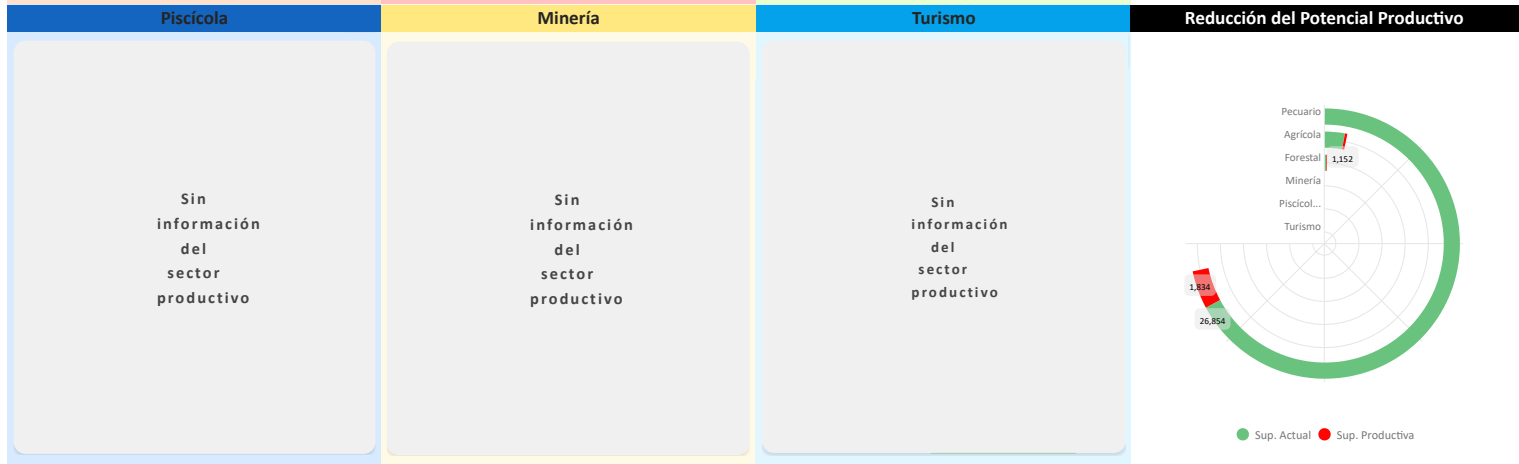 Piscícola
Minería
Turismo
Reducción del Potencial Productivo
Sin
información
del
sector
productivo
Sin
información
del
sector
productivo
Sin
información
del
sector
productivo
Pecuario
Agrícola
Forestal
1,152
Minería
Piscícol...
Turismo
1,834
26,854
Sup. Actual
Sup. Productiva